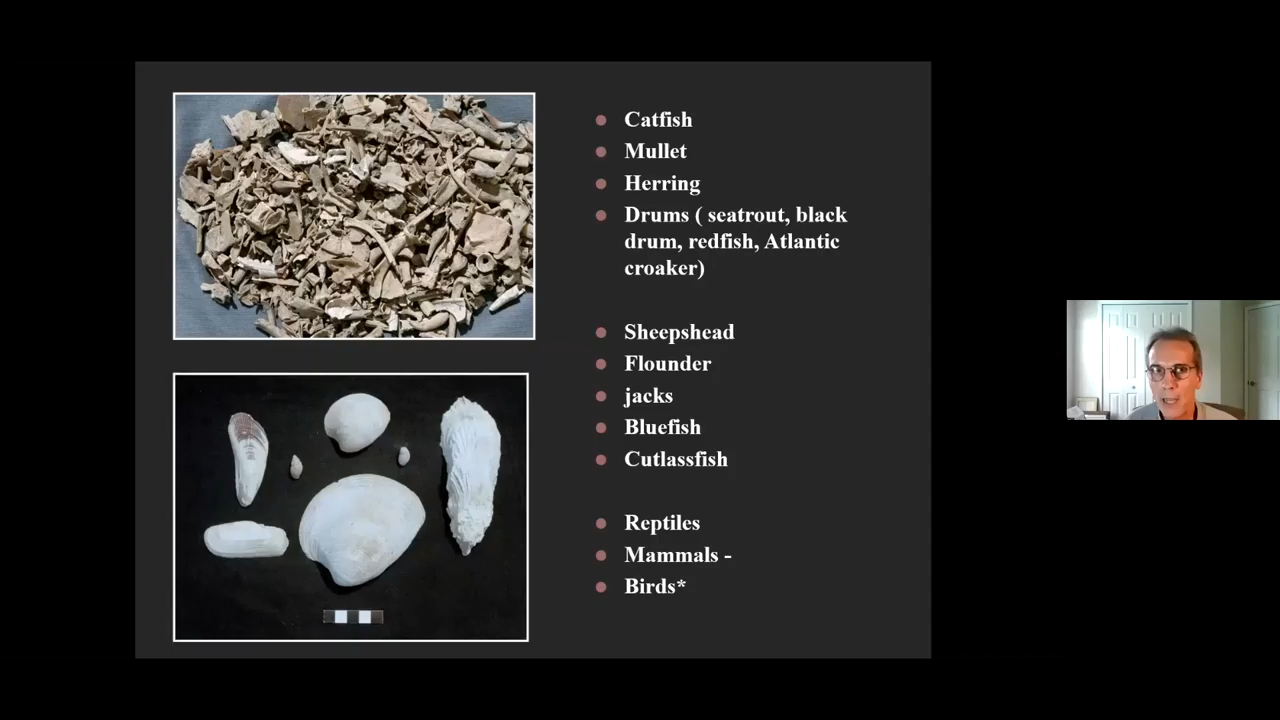 Catfish
Mullet
Herring
Drums ( seatrout, black
drum, redfish, Atlantic
croaker)
Sheepshead
Flounder
jacks
Bluefish
Cutlassfish
Reptiles
Mammals -
Birds*